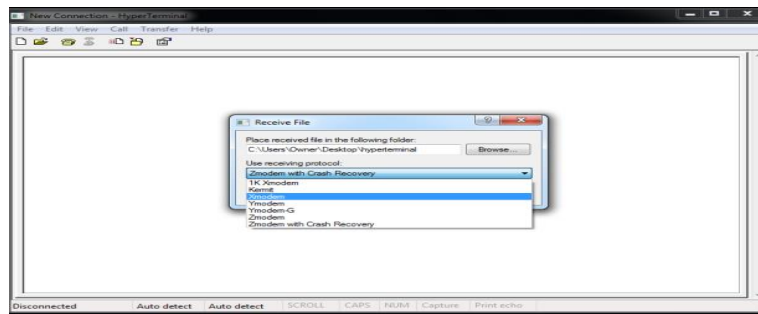 New Connection - HyperTerminal
File Edit View Call Transfer Help
Receive File
Place received file in the following folder:
C:\Users\Owner\Desktop\hyperterminal Browse...
Use receiving protocol:
Zmodem with Crash Recovery
1K Xmodem
Kermit
Xmodem
Ymodem
Ymodem-G
Zmodem
Zmodem with Crash Recovery
Disconnected Auto detect Auto detect SCROLL CAPS NUM Capture Print echo